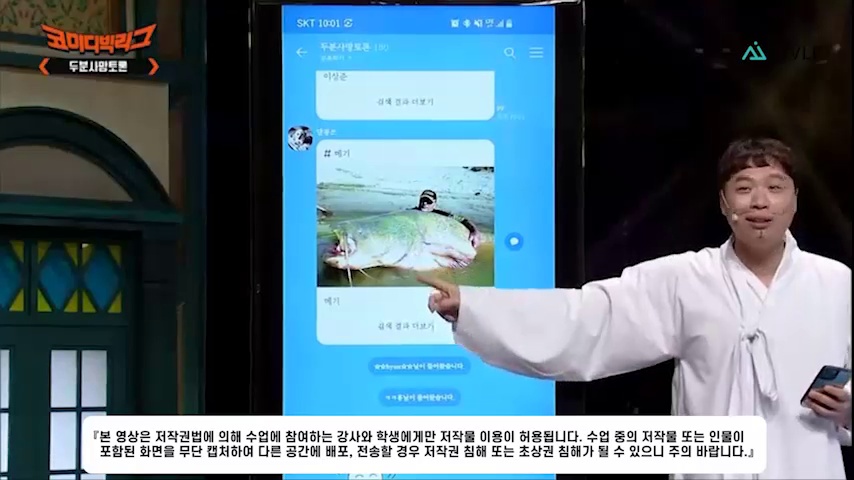 코미디빅리그
두분사망토론
SKT 10:01
두분사망토론 190
이상준
검색 결과 더보기
# 메기
메기
검색 결과 더보기
『본 영상은 저작권법에 의해 수업에 참여하는 강사와 학생에게만 저작물 이용이 허용됩니다. 수업 중의 저작물 또는 인물이
포함된 화면을 무단 캡처하여 다른 공간에 배포, 전송할 경우 저작권 침해 또는 초상권 침해가 될 수 있으니 주의 바랍니다.』